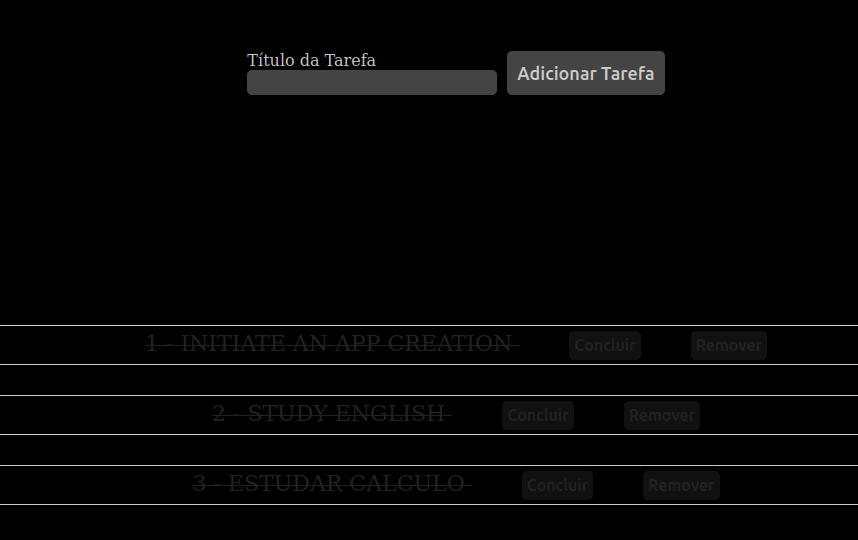 Título da Tarefa
Adicionar Tarefa
1 - INITIATE AN APP CREATION Concluir Remover
2 - STUDY ENGLISH Concluir Remover
3 - ESTUDAR CALCULO Concluir Remover